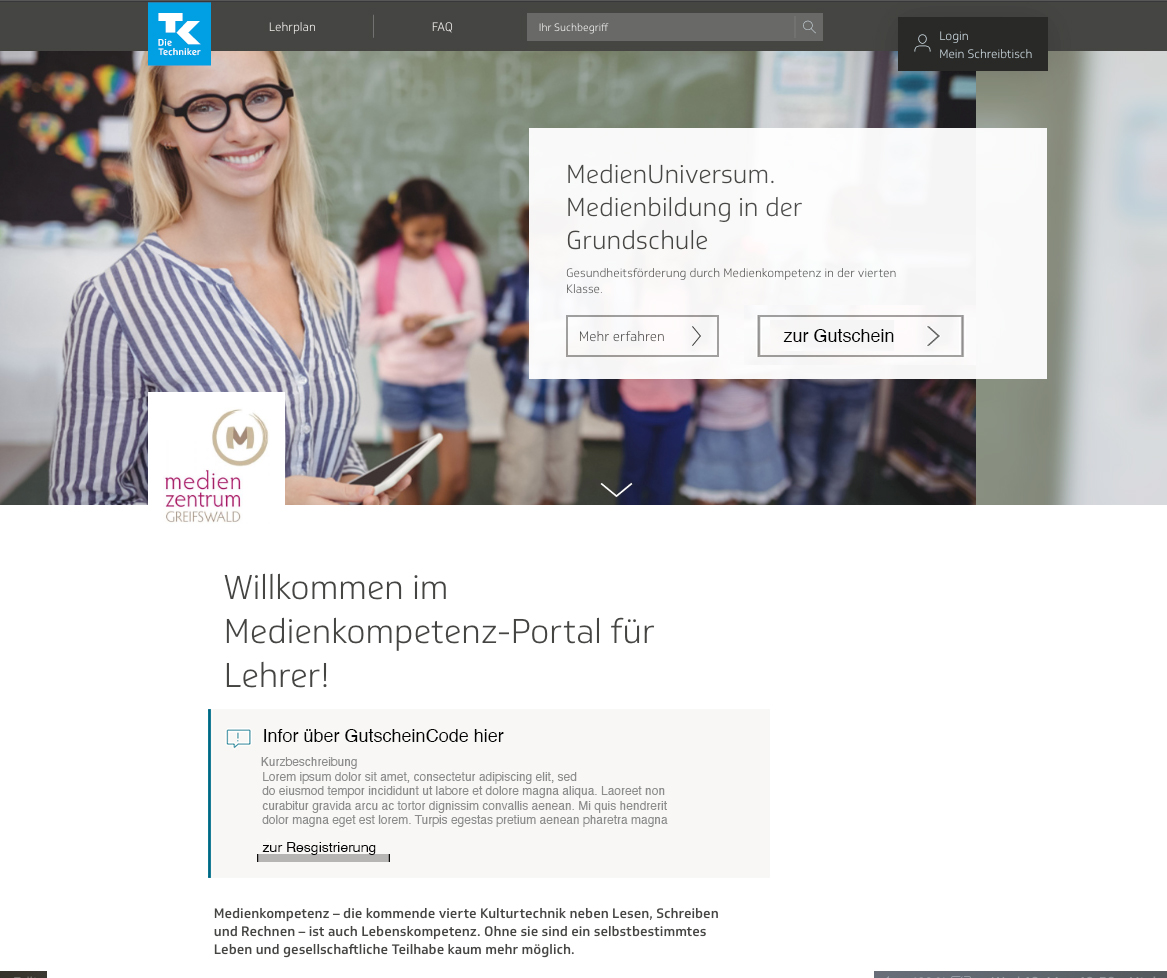 Die
Techniker
Lehrplan
FAQ
Ihr Suchbegriff
Login
Mein Schreibtisch
MedienUniversum.
Medienbildung in der
Grundschule
Gesundheitsförderung durch Medienkompetenz in der vierten
Klasse.
Mehr erfahren
zur Gutschein
M
medien
zentrum
GREIFSWALD
Willkommen im
Medienkompetenz-Portal für
Lehrer!
Infor über GutscheinCode hier
Kurzbeschreibung
Lorem ipsum dolor sit amet, consectetur adipiscing elit, sed
do eiusmod tempor incididunt ut labore et dolore magna aliqua. Laoreet non
curabitur gravida arcu ac tortor dignissim convallis aenean. Mi quis hendrerit
dolor magna eget est lorem. Turpis egestas pretium aenean pharetra magna
zur Resgistrierung
Medienkompetenz – die kommende vierte Kulturtechnik neben Lesen, Schreiben
und Rechnen – ist auch Lebenskompetenz. Ohne sie sind ein selbstbestimmtes
Leben und gesellschaftliche Teilhabe kaum mehr möglich.